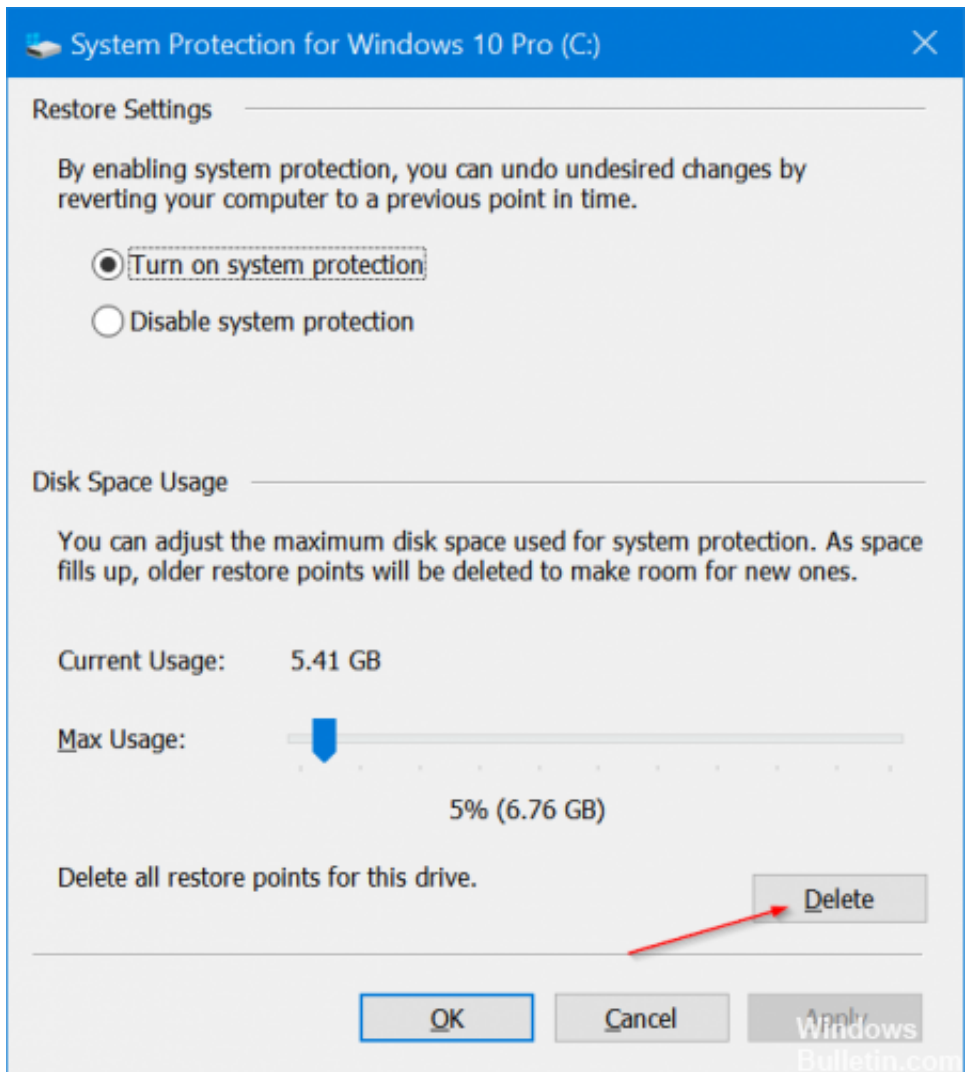 System Protection for Windows 10 Pro (C:)
Restore Settings
By enabling system protection, you can undo undesired changes by
reverting your computer to a previous point in time.
Turn on system protection
Disable system protection
Disk Space Usage
You can adjust the maximum disk space used for system protection. As space
fills up, older restore points will be deleted to make room for new ones.
Current Usage: 5.41 GB
Max Usage:
5% (6.76 GB)
Delete all restore points for this drive.
Delete
OK Cancel Apply
Windows
Bulletin.com